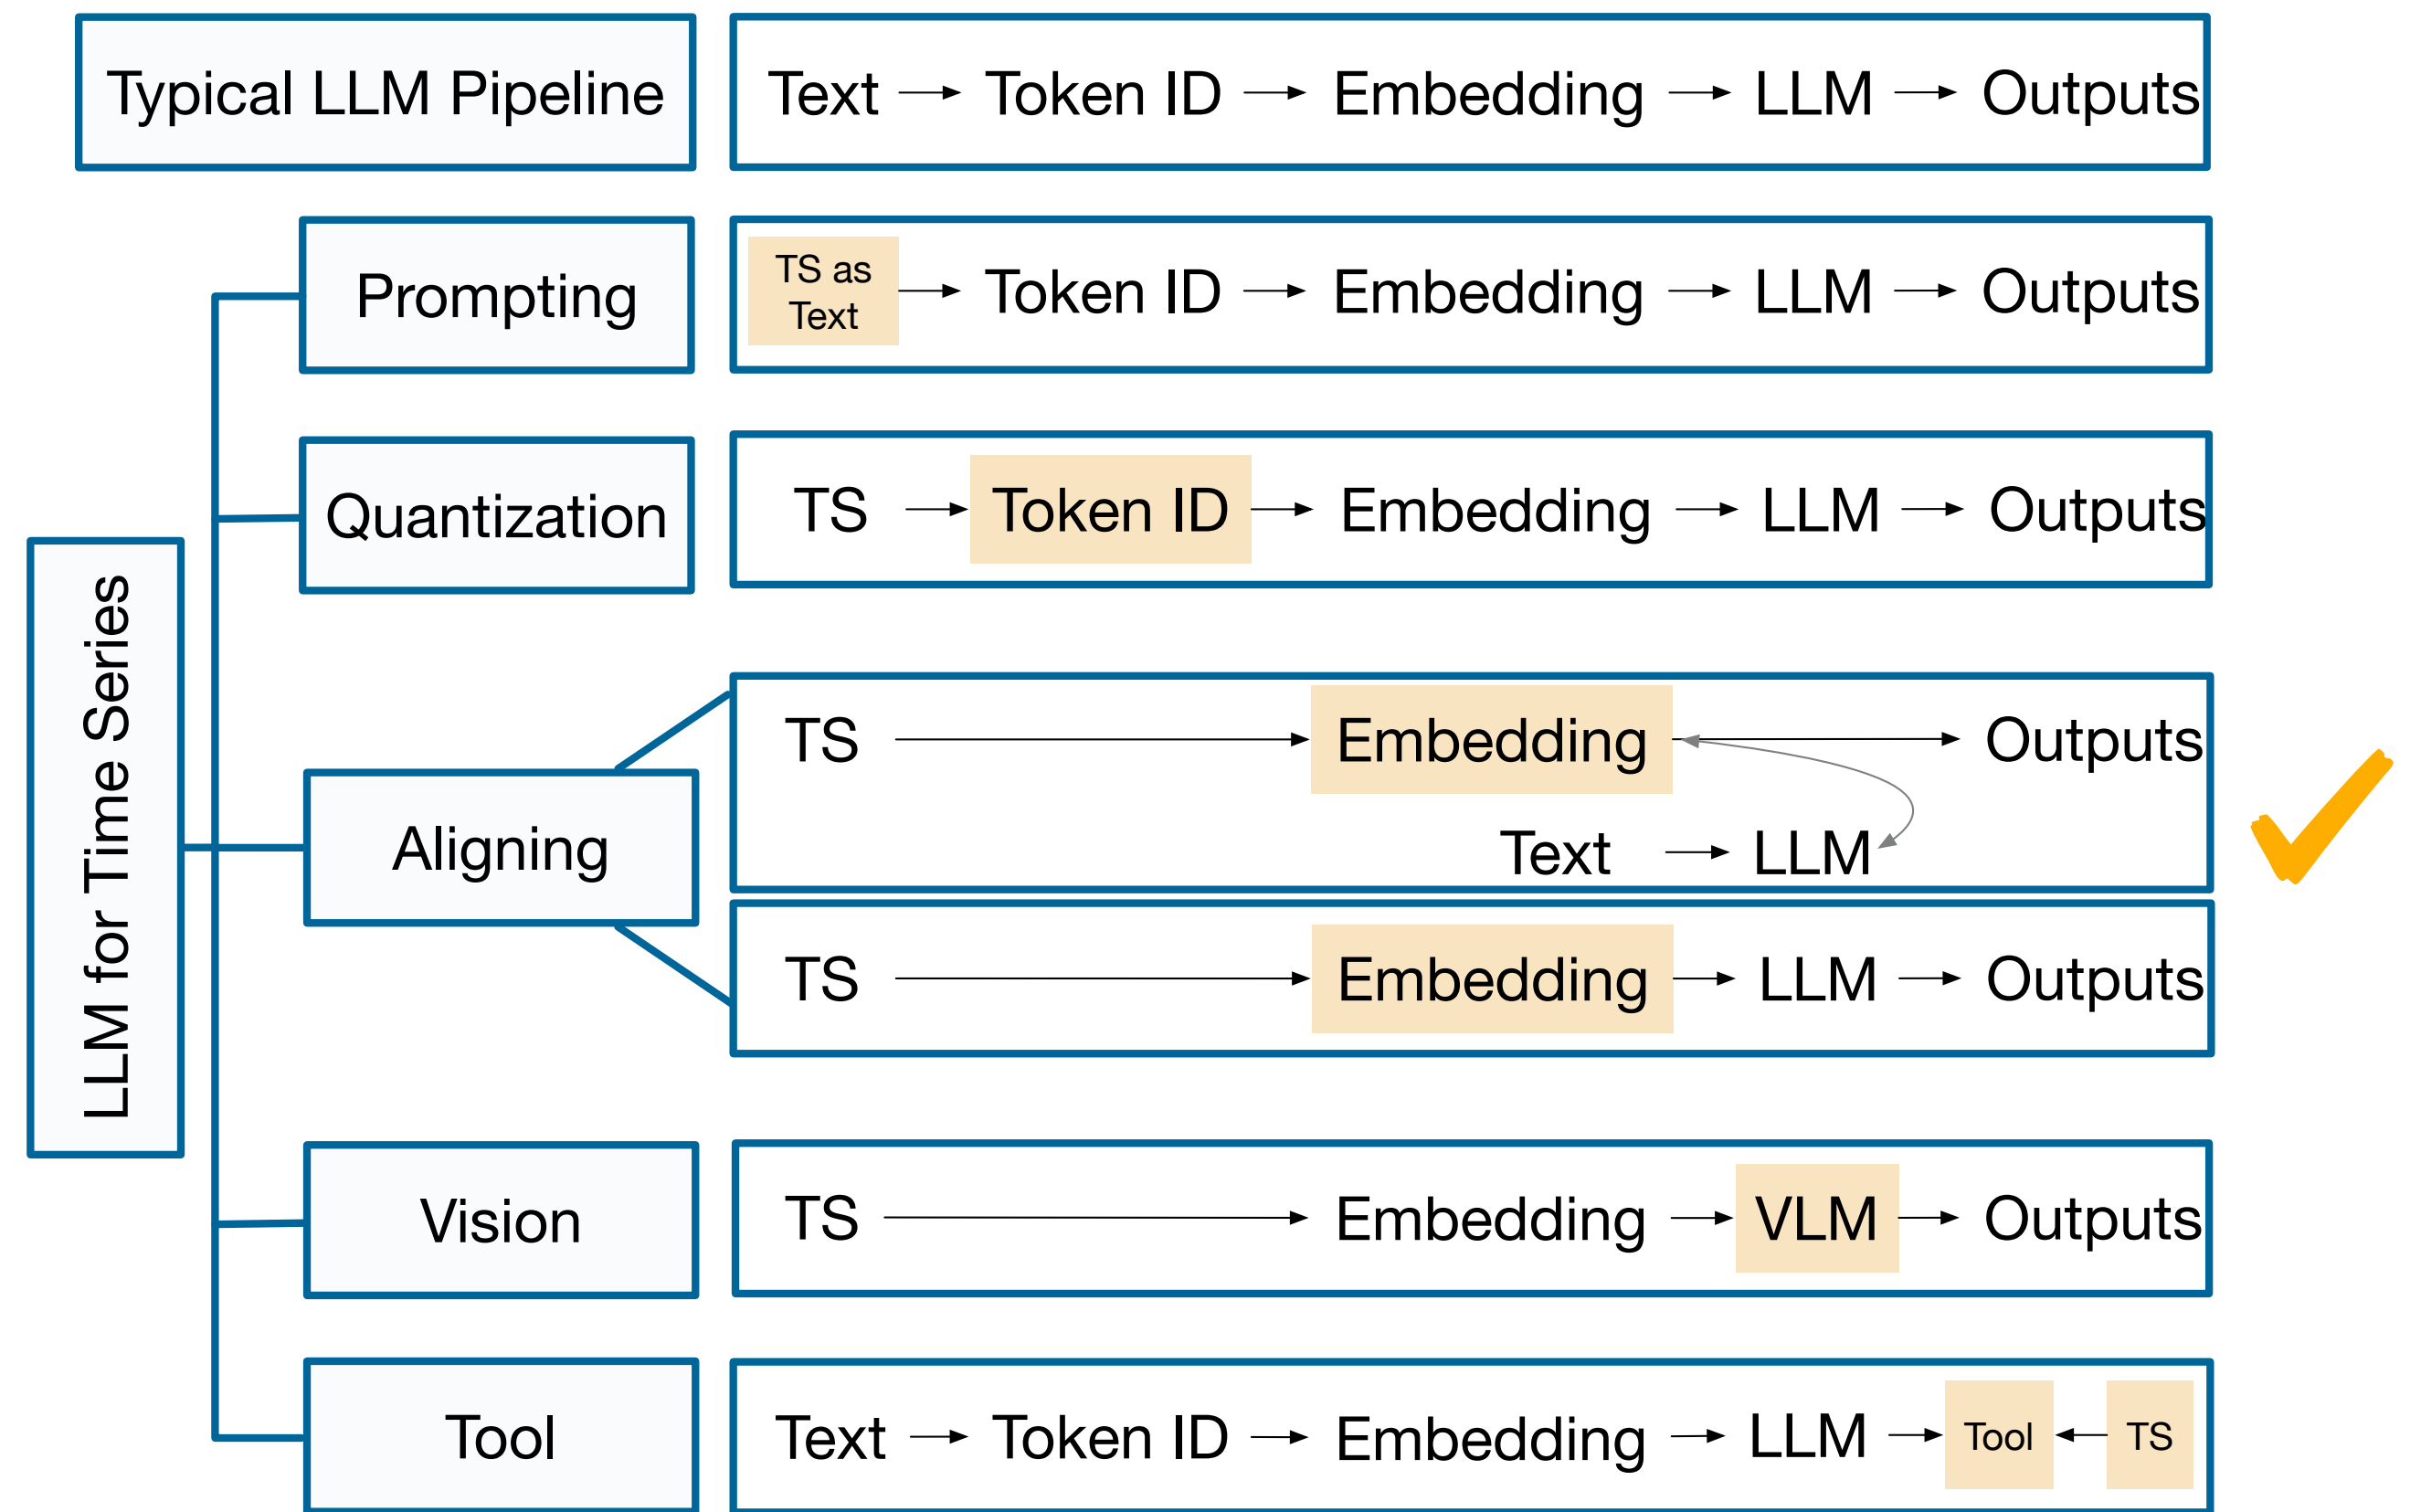 Typical LLM Pipeline
Text Token ID Embedding LLM Outputs
LLM for Time Series
Prompting
TS as
Text
Token ID Embedding LLM Outputs
Quantization
TS Token ID Embedding LLM Outputs
Aligning
TS Embedding Outputs
Text LLM
TS Embedding LLM Outputs
Vision
TS Embedding VLM Outputs
Tool
Text Token ID Embedding LLM Tool TS